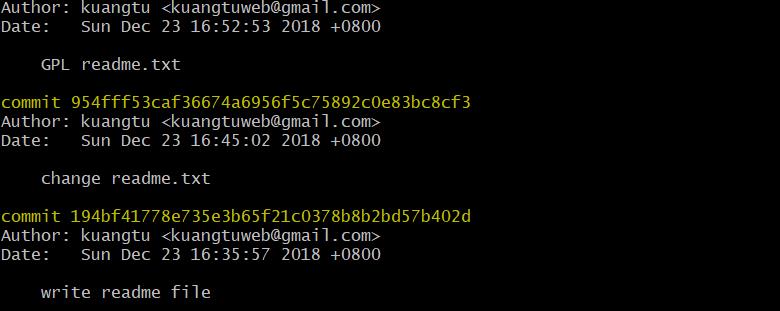 Author: kuangtu <kuangtuweb@gmail.com>
Date:   Sun Dec 23 16:52:53 2018 +0800
GPL readme.txt
commit 954fff53caf36674a6956f5c75892c0e83bc8cf3
Author: kuangtu <kuangtuweb@gmail.com>
Date:   Sun Dec 23 16:45:02 2018 +0800
change readme.txt
commit 194bf41778e735e3b65f21c0378b8b2bd57b402d
Author: kuangtu <kuangtuweb@gmail.com>
Date:   Sun Dec 23 16:35:57 2018 +0800
write readme file